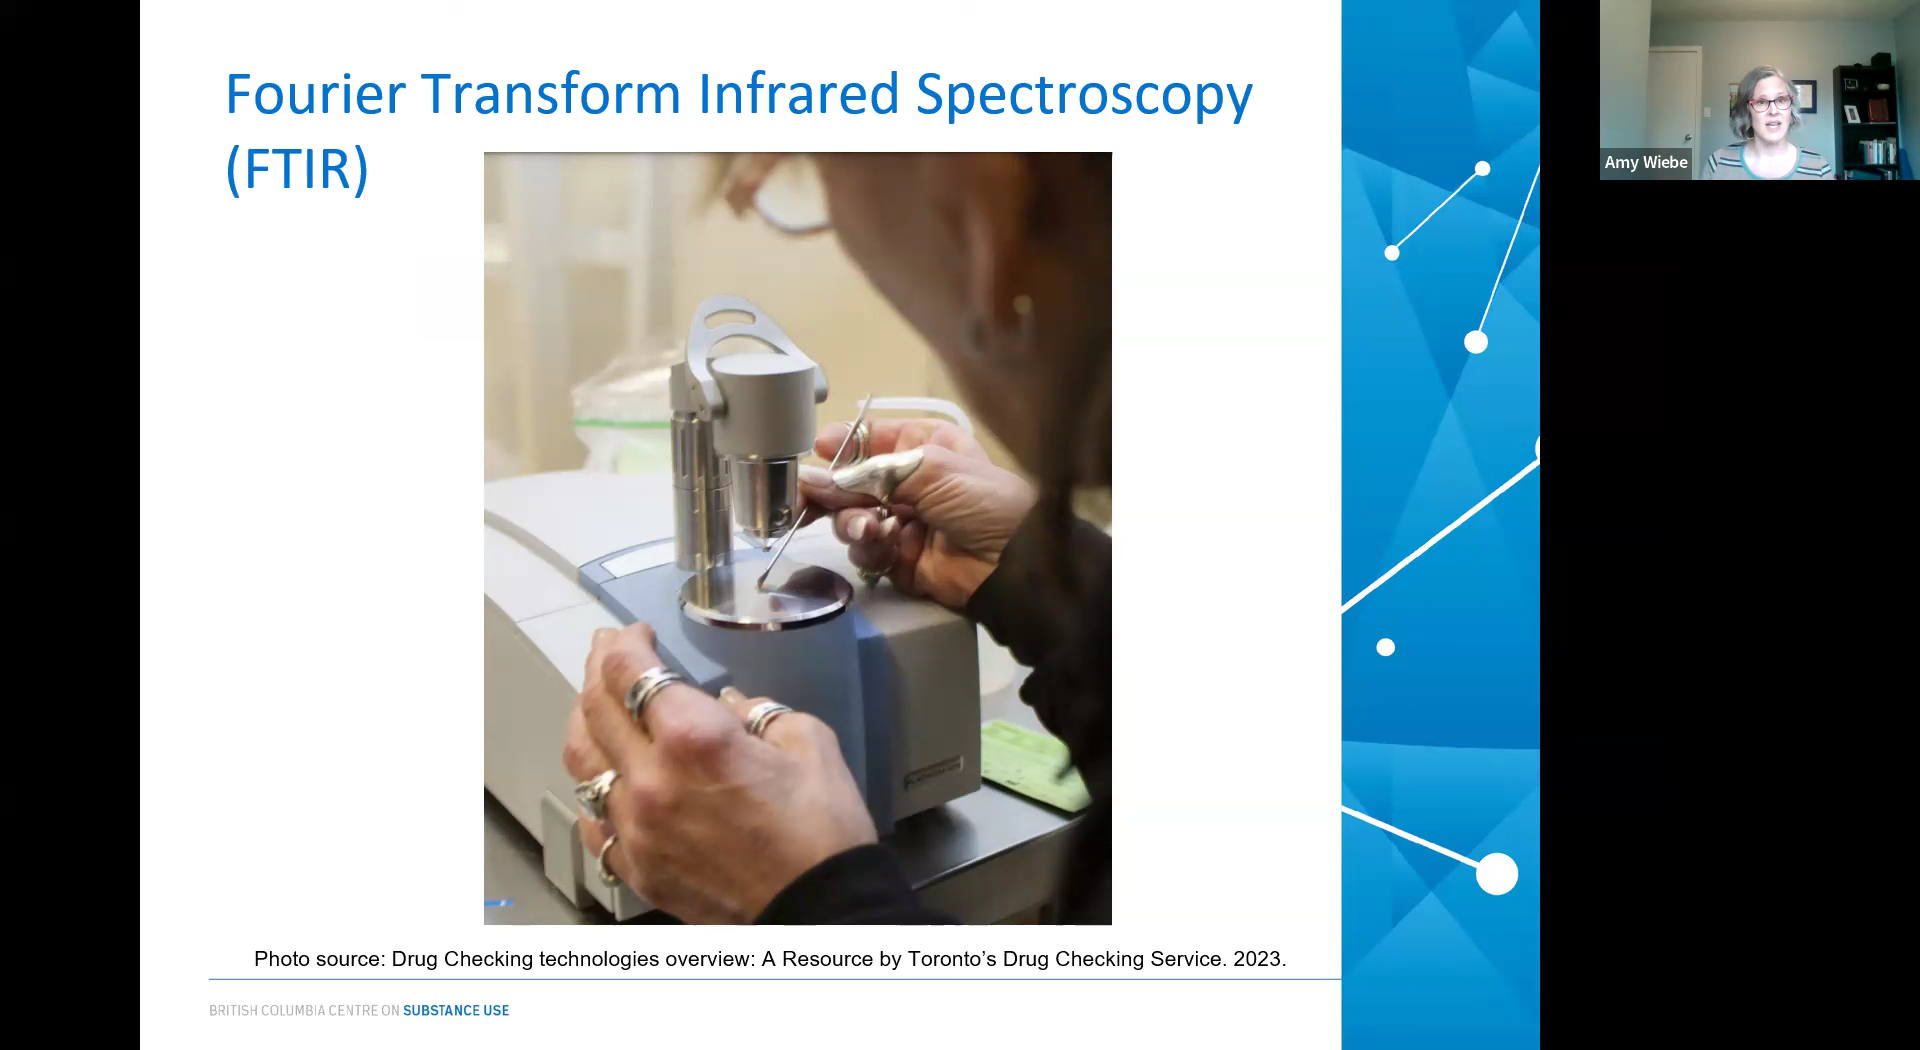 Fourier Transform Infrared Spectroscopy
(FTIR)
Amy Wiebe
Photo source: Drug Checking technologies overview: A Resource by Toronto’s Drug Checking Service. 2023.
BRITISH COLUMBIA CENTRE ON SUBSTANCE USE